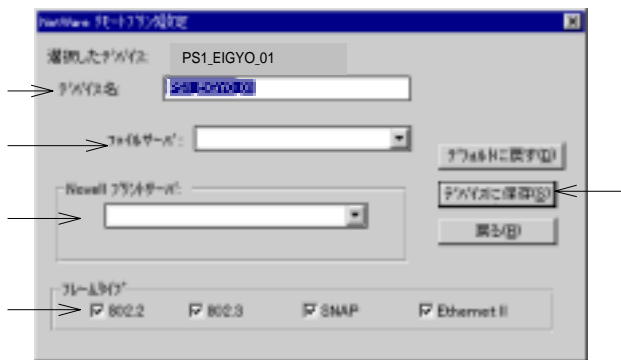 NetWare リモートプリンタ設定
選択したデバイス: PS1_EIGYO_01
デバイス名: PS1_EIGYO_01
ファイルサーバ:
デフォルトに戻す(D)
Novell プリントサーバ:
デバイスに保存(S)
戻る(B)
フレームタイプ
802.2 802.3 SNAP Ethernet II